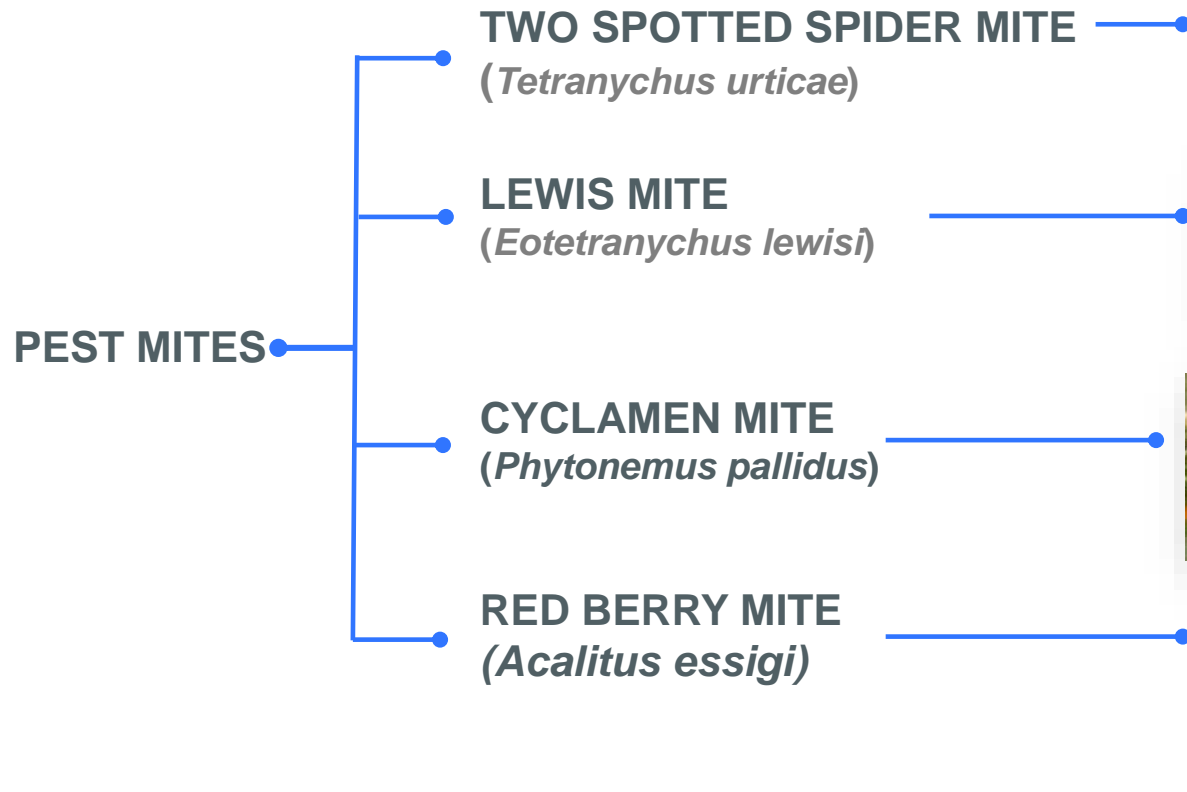 TWO SPOTTED SPIDER MITE
(Tetranychus urticae)
LEWIS MITE
(Eotetranychus lewisi)
PEST MITES
CYCLAMEN MITE
(Phytonemus pallidus)
RED BERRY MITE
(Acalitus essigi)